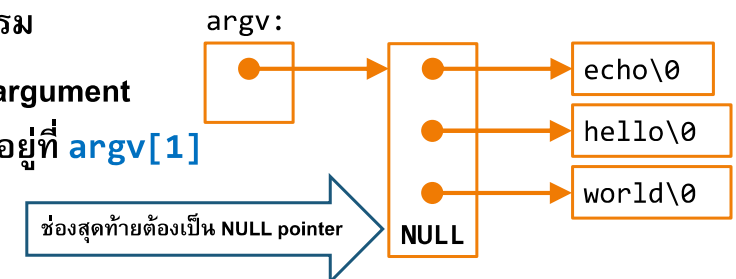 รม
argument
อยู่ที่ argv[1]
argv:
echo\0
hello\0
world\0
NULL
ช่องสุดท้ายต้องเป็น NULL pointer